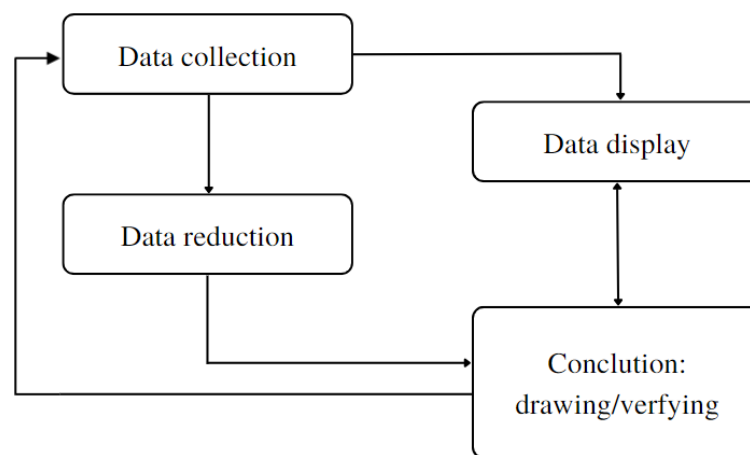 Data collection
Data display
Data reduction
Conclution:
drawing/verfying